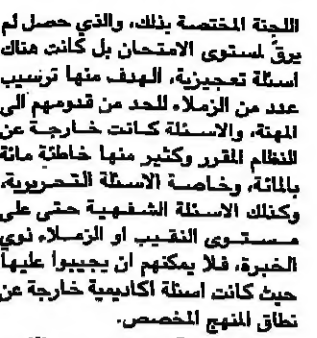 اللجنة المختصة بذلك، والذي حصل لم
يرقَ لمستوى الامتحان بل كانت هناك
اسئلة تعجيزية، الهدف منها ترسيب
عدد من الزملاء للحد من قدومهم الى
المهنة، والاسئلة كانت خارجة عن
النظام المقرر وكثير منها خاطئة مائة
بالمائة، وخاصة الاسئلة التحريرية،
وكذلك الاسئلة الشفهية حتى على
مستوى النقيب او الزملاء نوي
الخبرة، فلا يمكنهم ان يجيبوا عليها
حيث كانت اسئلة اكاديمية خارجة عن
نطاق المنهج المخصص.